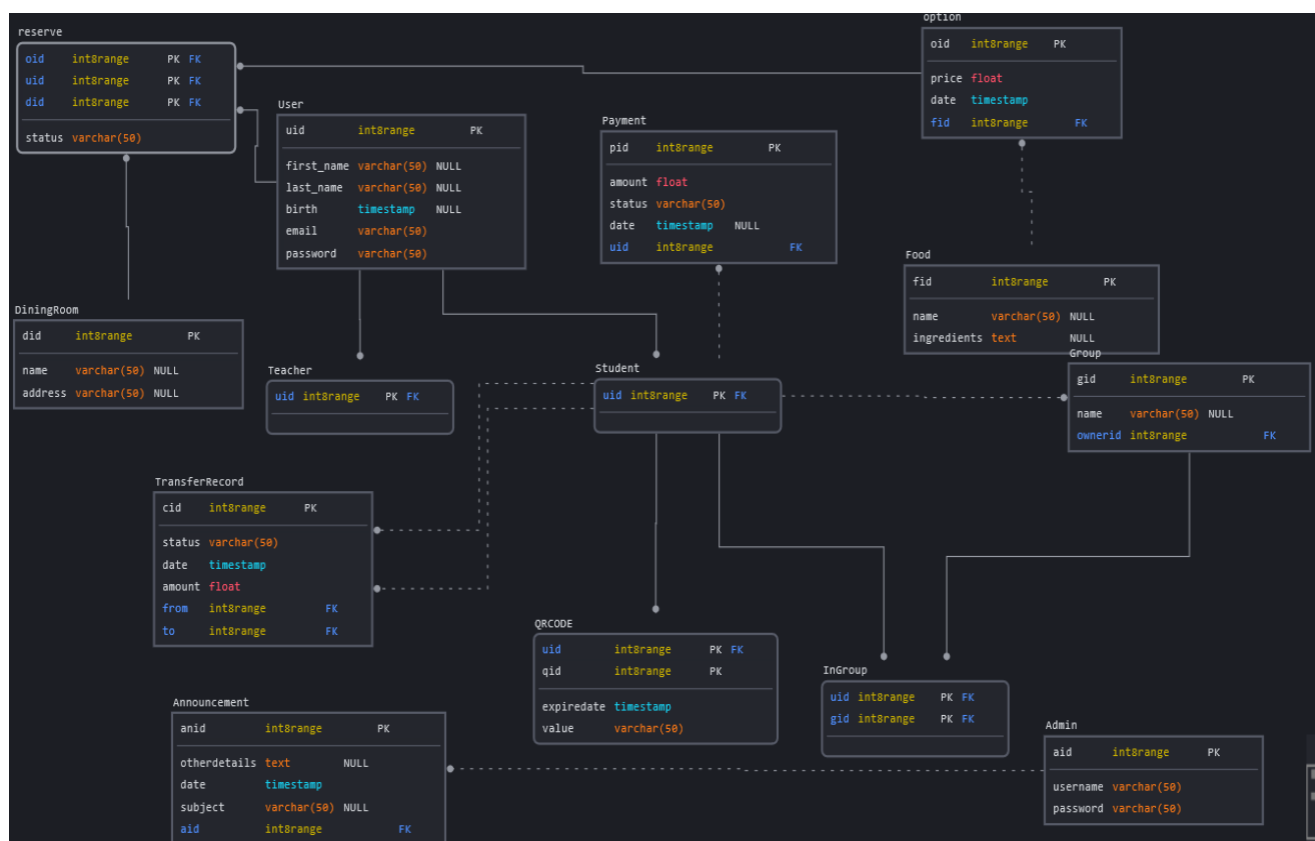 reserve
oid int8range PK FK
uid int8range PK FK
did int8range PK FK
status varchar(50)
option
oid int8range PK
price float
date timestamp
fid int8range FK
User
uid int8range PK
first_name varchar(50) NULL
last_name varchar(50) NULL
birth timestamp NULL
email varchar(50)
password varchar(50)
Payment
pid int8range PK
amount float
status varchar(50)
date timestamp NULL
uid int8range FK
Food
fid int8range PK
name varchar(50) NULL
ingredients text NULL
DiningRoom
did int8range PK
name varchar(50) NULL
address varchar(50) NULL
Teacher
uid int8range PK FK
Student
uid int8range PK FK
Group
gid int8range PK
name varchar(50) NULL
ownerid int8range FK
TransferRecord
cid int8range PK
status varchar(50)
date timestamp
amount float
from int8range FK
to int8range FK
QRCODE
uid int8range PK FK
qid int8range PK
expiredate timestamp
value varchar(50)
InGroup
uid int8range PK FK
gid int8range PK FK
Announcement
anid int8range PK
otherdetails text NULL
date timestamp
subject varchar(50) NULL
aid int8range FK
Admin
aid int8range PK
username varchar(50)
password varchar(50)